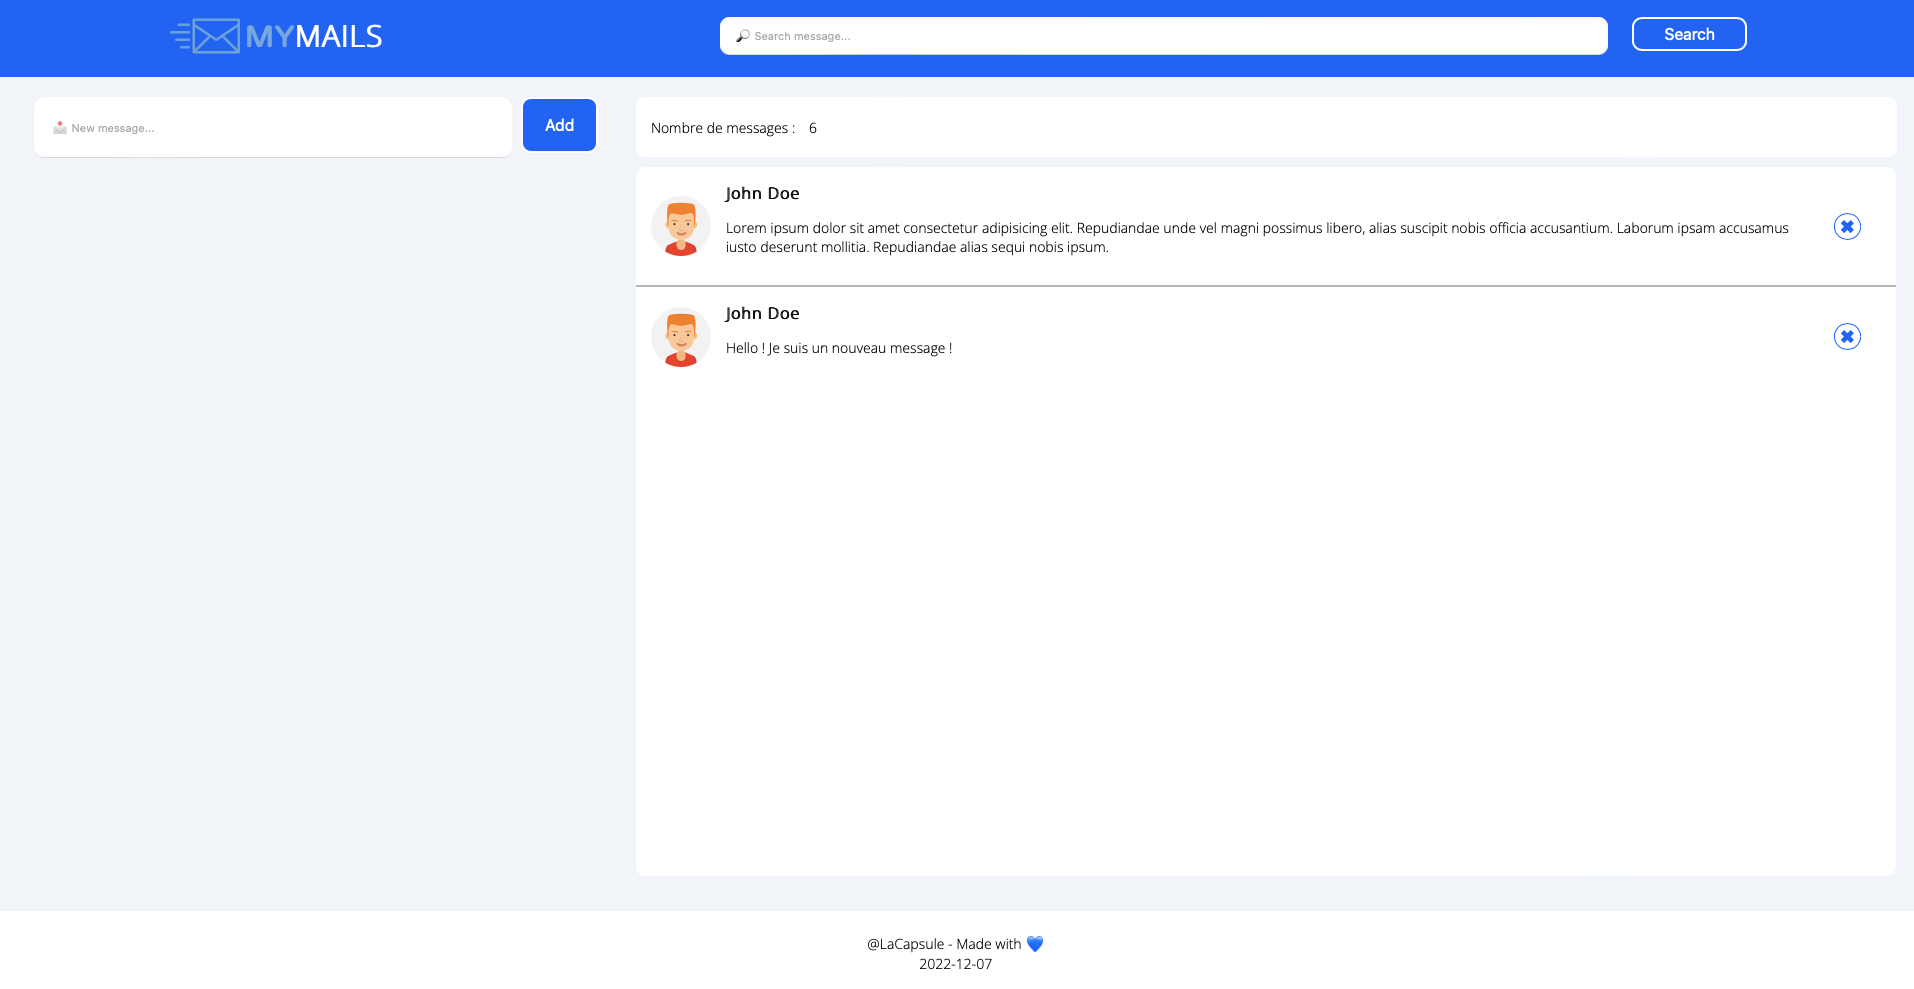 MYMAILS
🔎 Search message...
Search
📩 New message...
Add
Nombre de messages : 6
John Doe
Lorem ipsum dolor sit amet consectetur adipisicing elit. Repudiandae unde vel magni possimus libero, alias suscipit nobis officia accusantium. Laborum ipsam accusamus
iusto deserunt mollitia. Repudiandae alias sequi nobis ipsum.
✖
John Doe
Hello ! Je suis un nouveau message !
✖
@LaCapsule - Made with 💙
2022-12-07